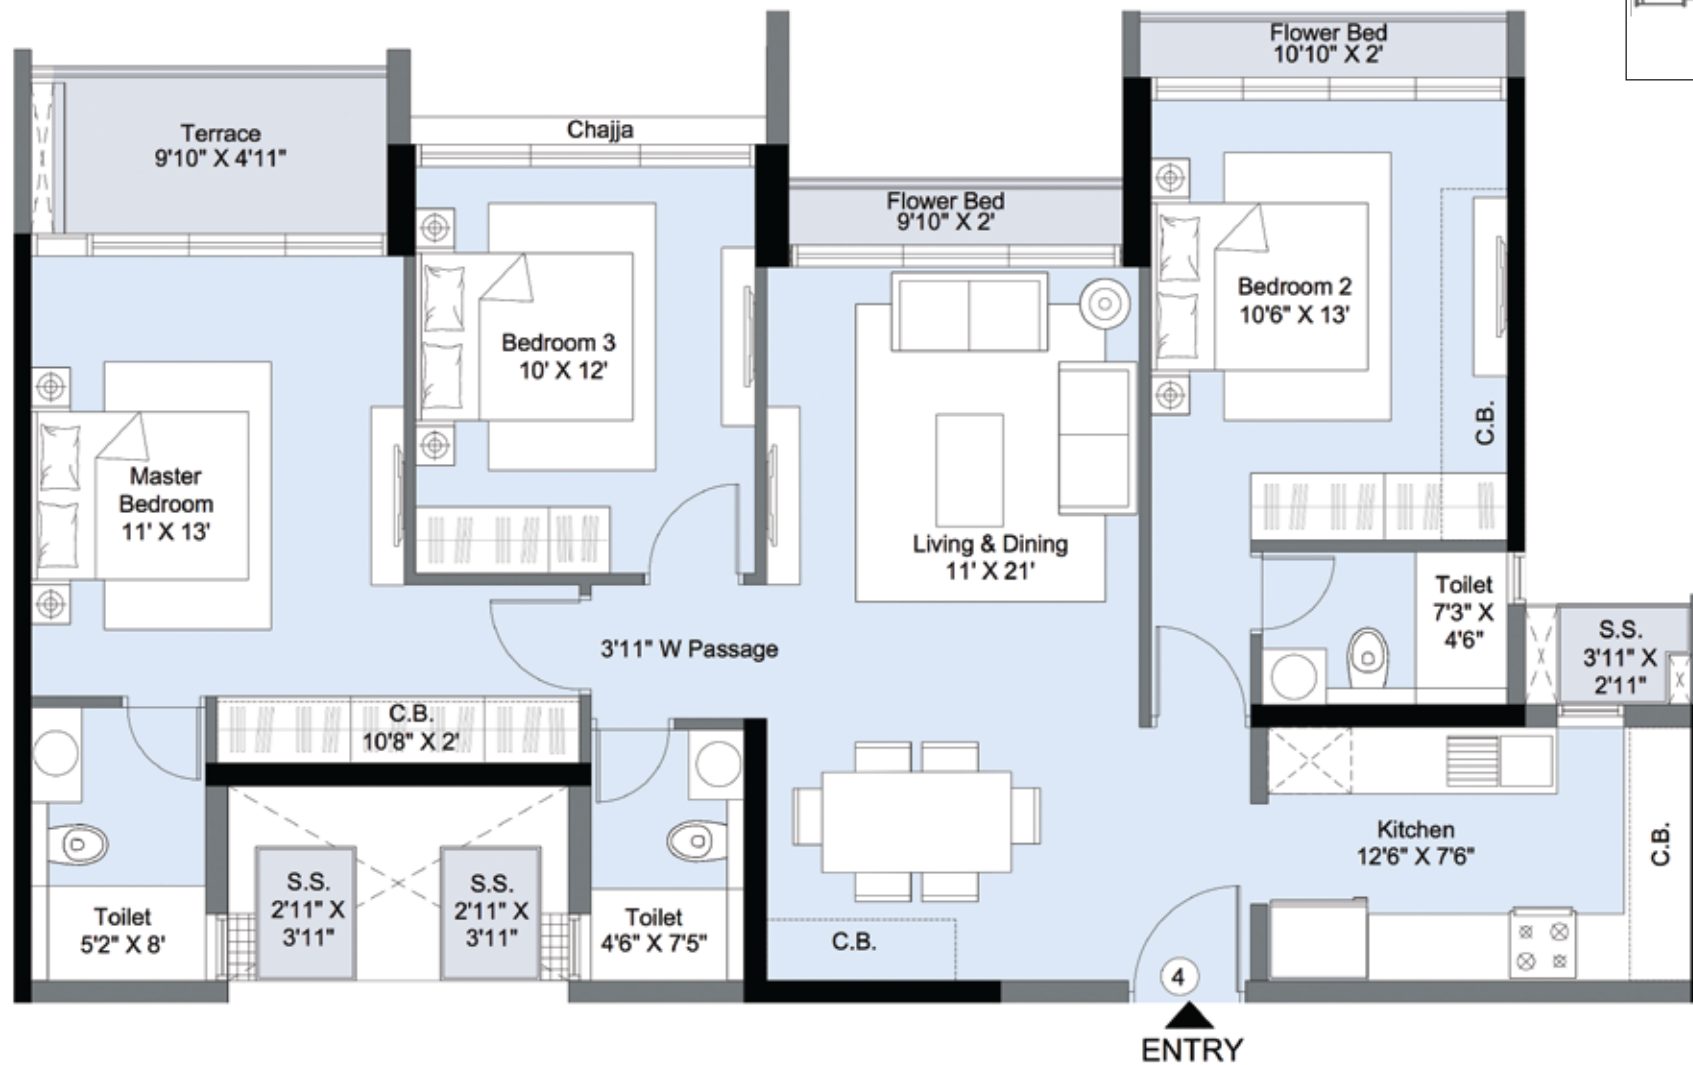 Flower Bed
10'10" X 2'
Terrace
9'10" X 4'11"
Chajja
Flower Bed
9'10" X 2'
Bedroom 2
10'6" X 13'
Bedroom 3
10' X 12'
C.B.
Master
Bedroom
11' X 13'
Living & Dining
11' X 21'
Toilet
7'3" X
4'6"
S.S.
3'11" X
2'11"
3'11" W Passage
C.B.
10'8" X 2'
Kitchen
12'6" X 7'6"
C.B.
S.S.
2'11" X
3'11"
S.S.
2'11" X
3'11"
Toilet
5'2" X 8'
Toilet
4'6" X 7'5"
C.B.
4
ENTRY